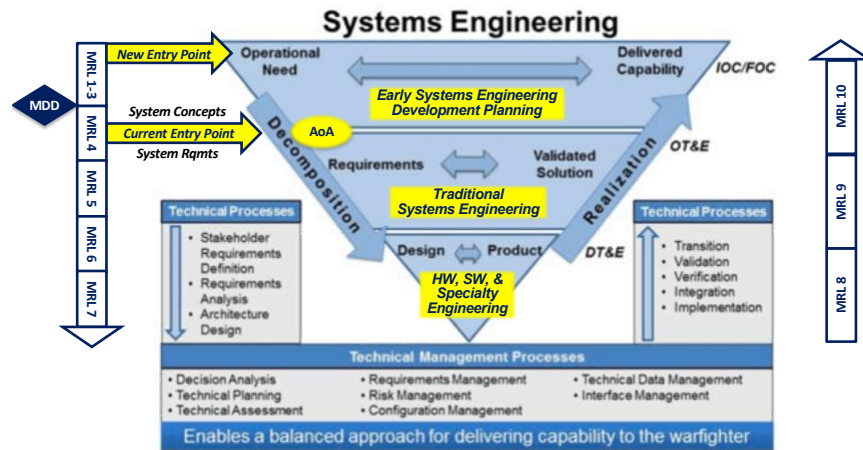 Systems Engineering
New Entry Point
Operational
Need
Delivered
Capability
IOC/FOC
MRL 1-3
MDD
MRL 4
MRL 5
MRL 6
MRL 7
MRL 10
MRL 9
MRL 8
Early Systems Engineering
Development Planning
System Concepts
Current Entry Point
System Rqmts
AoA
Decomposition
Realization
OT&E
Requirements
Validated
Solution
Traditional
Systems Engineering
Design
Product
DT&E
HW, SW, &
Specialty
Engineering
Technical Processes
• Stakeholder
Requirements
Definition
• Requirements
Analysis
• Architecture
Design
Technical Processes
• Transition
• Validation
• Verification
• Integration
• Implementation
Technical Management Processes
• Decision Analysis
• Technical Planning
• Technical Assessment
• Requirements Management
• Risk Management
• Configuration Management
• Technical Data Management
• Interface Management
Enables a balanced approach for delivering capability to the warfighter